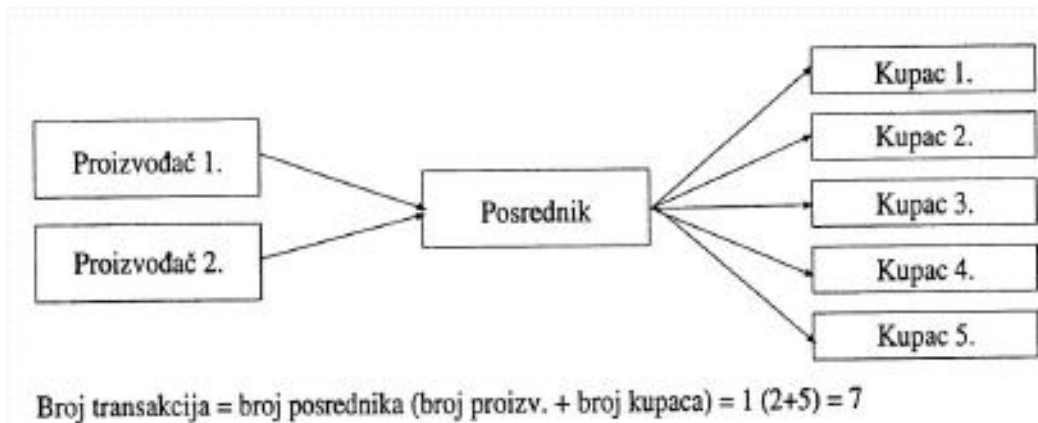 Proizvođač 1.
Proizvođač 2.
Posrednik
Kupac 1.
Kupac 2.
Kupac 3.
Kupac 4.
Kupac 5.
Broj transakcija = broj posrednika (broj proizv. + broj kupaca) = 1 (2+5) = 7